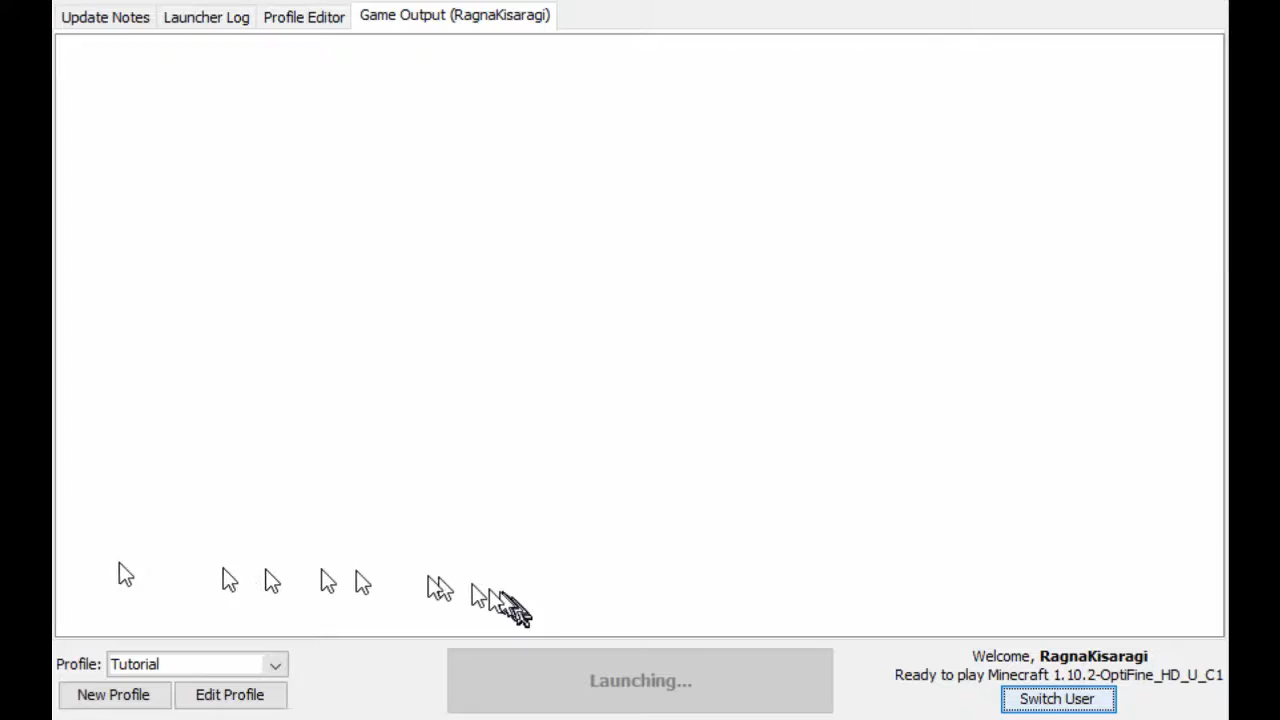 Update Notes
Launcher Log
Profile Editor
Game Output (RagnaKisaragi)
Profile: Tutorial
New Profile
Edit Profile
Launching...
Welcome, RagnaKisaragi
Ready to play Minecraft 1.10.2-OptiFine_HD_U_C1
Switch User